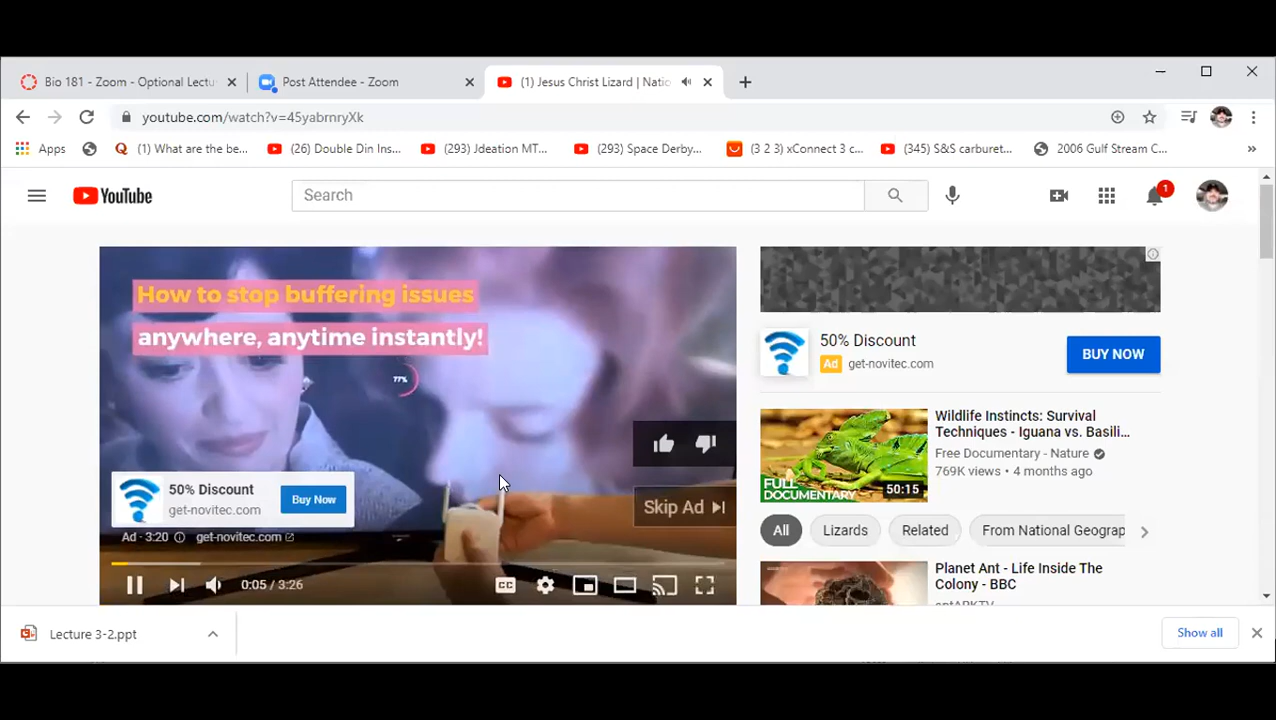 Bio 181 - Zoom - Optional Lectu
Post Attendee - Zoom
(1) Jesus Christ Lizard | Natio
youtube.com/watch?v=45yabrnryXk
Apps
(1) What are the be...
(26) Double Din Ins...
(293) Jdeation MT...
(293) Space Derby...
(3 2 3) xConnect 3 c...
(345) S&S carburet...
2006 Gulf Stream C...
YouTube
Search
1
How to stop buffering issues
anywhere, anytime instantly!
77%
50% Discount
get-novitec.com
Buy Now
Skip Ad
Ad · 3:20
get-novitec.com
0:05 / 3:26
CC
50% Discount
Ad get-novitec.com
BUY NOW
FULL
DOCUMENTARY
50:15
Wildlife Instincts: Survival
Techniques - Iguana vs. Basili...
Free Documentary - Nature
769K views • 4 months ago
All
Lizards
Related
From National Geograp
Planet Ant - Life Inside The
Colony - BBC
antARKTV
Lecture 3-2.ppt
Show all